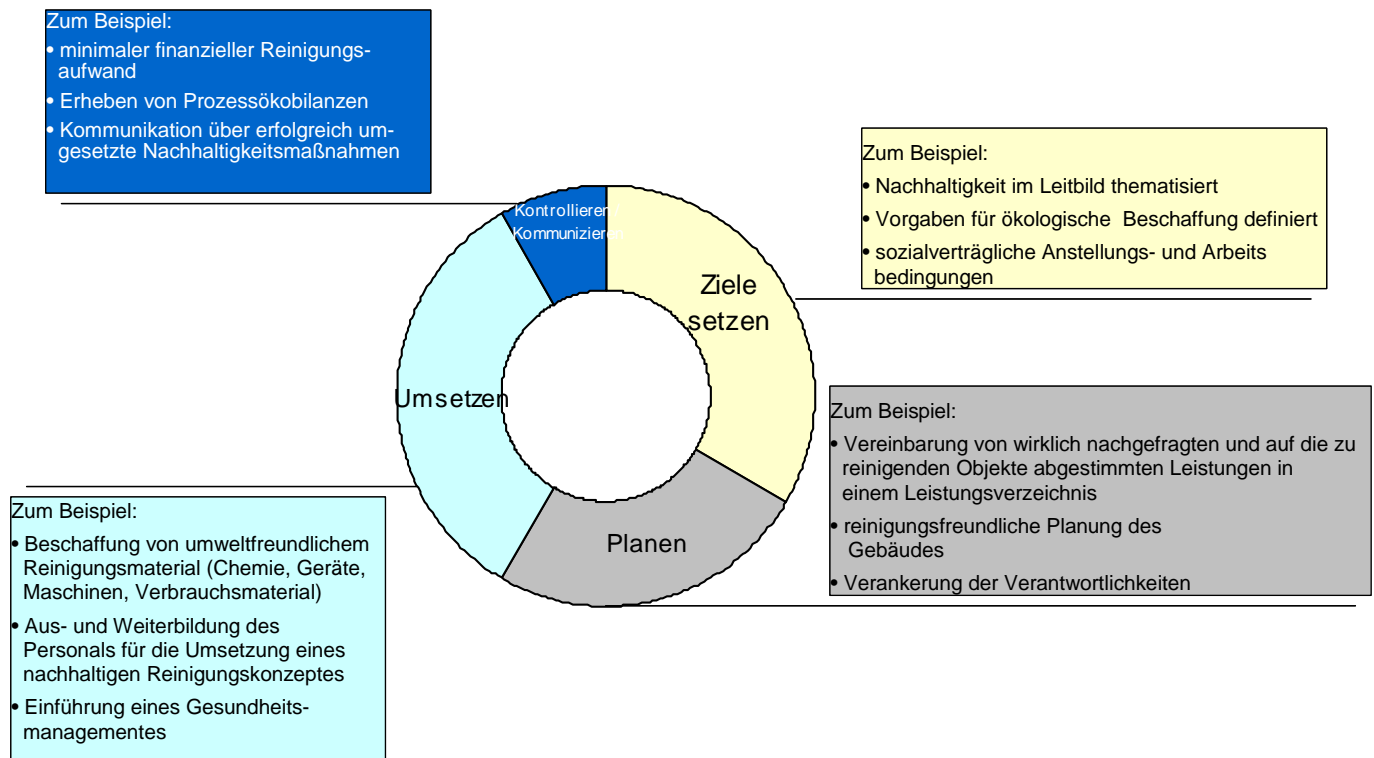 Zum Beispiel:
• minimaler finanzieller Reinigungs-
aufwand
• Erheben von Prozessökobilanzen
• Kommunikation über erfolgreich um-
gesetzte Nachhaltigkeitsmaßnahmen
Zum Beispiel:
• Nachhaltigkeit im Leitbild thematisiert
• Vorgaben für ökologische Beschaffung definiert
• sozialverträgliche Anstellungs- und Arbeits
bedingungen
Kontrollieren
Kommunizieren
Ziele
setzen
Umsetzen
Planen
Zum Beispiel:
• Vereinbarung von wirklich nachgefragten und auf die zu
reinigenden Objekte abgestimmten Leistungen in
einem Leistungsverzeichnis
• reinigungsfreundliche Planung des
Gebäudes
• Verankerung der Verantwortlichkeiten
Zum Beispiel:
• Beschaffung von umweltfreundlichem
Reinigungsmaterial (Chemie, Geräte,
Maschinen, Verbrauchsmaterial)
• Aus- und Weiterbildung des
Personals für die Umsetzung eines
nachhaltigen Reinigungskonzeptes
• Einführung eines Gesundheits-
managementes